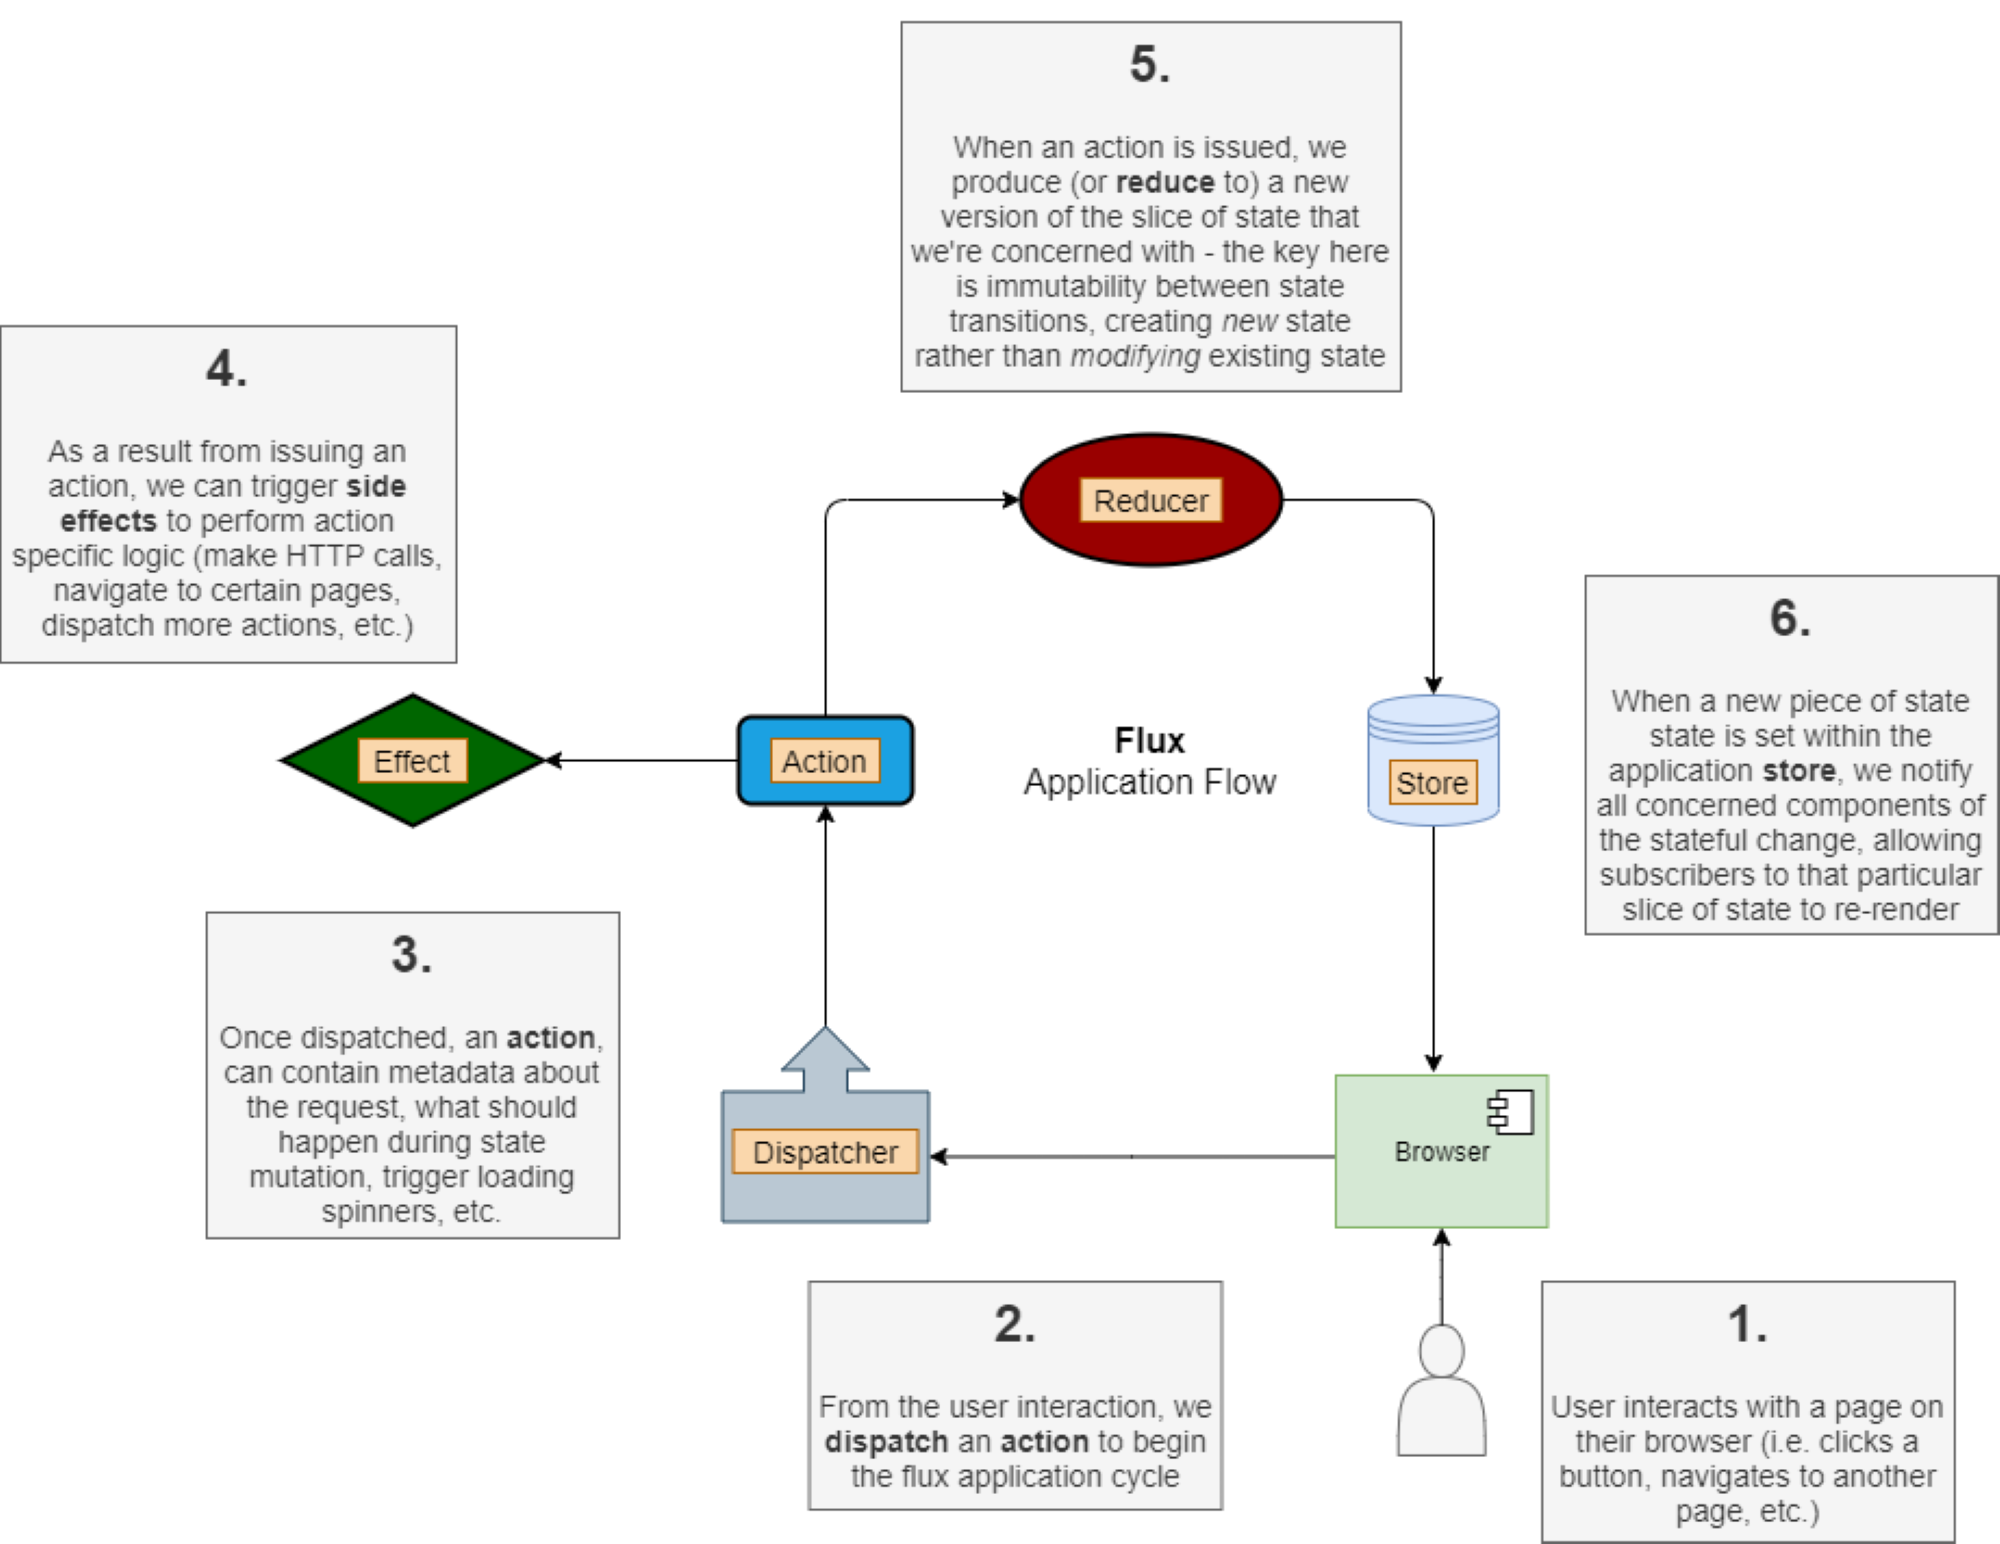 5.
When an action is issued, we
produce (or reduce to) a new
version of the slice of state that
we're concerned with - the key here
is immutability between state
transitions, creating new state
rather than modifying existing state
4.
As a result from issuing an
action, we can trigger side
effects to perform action
specific logic (make HTTP calls,
navigate to certain pages,
dispatch more actions, etc.)
Reducer
6.
When a new piece of state
state is set within the
application store, we notify
all concerned components of
the stateful change, allowing
subscribers to that particular
slice of state to re-render
Effect
Action
Flux
Application Flow
Store
3.
Once dispatched, an action,
can contain metadata about
the request, what should
happen during state
mutation, trigger loading
spinners, etc.
Dispatcher
Browser
2.
From the user interaction, we
dispatch an action to begin
the flux application cycle
1.
User interacts with a page on
their browser (i.e. clicks a
button, navigates to another
page, etc.)